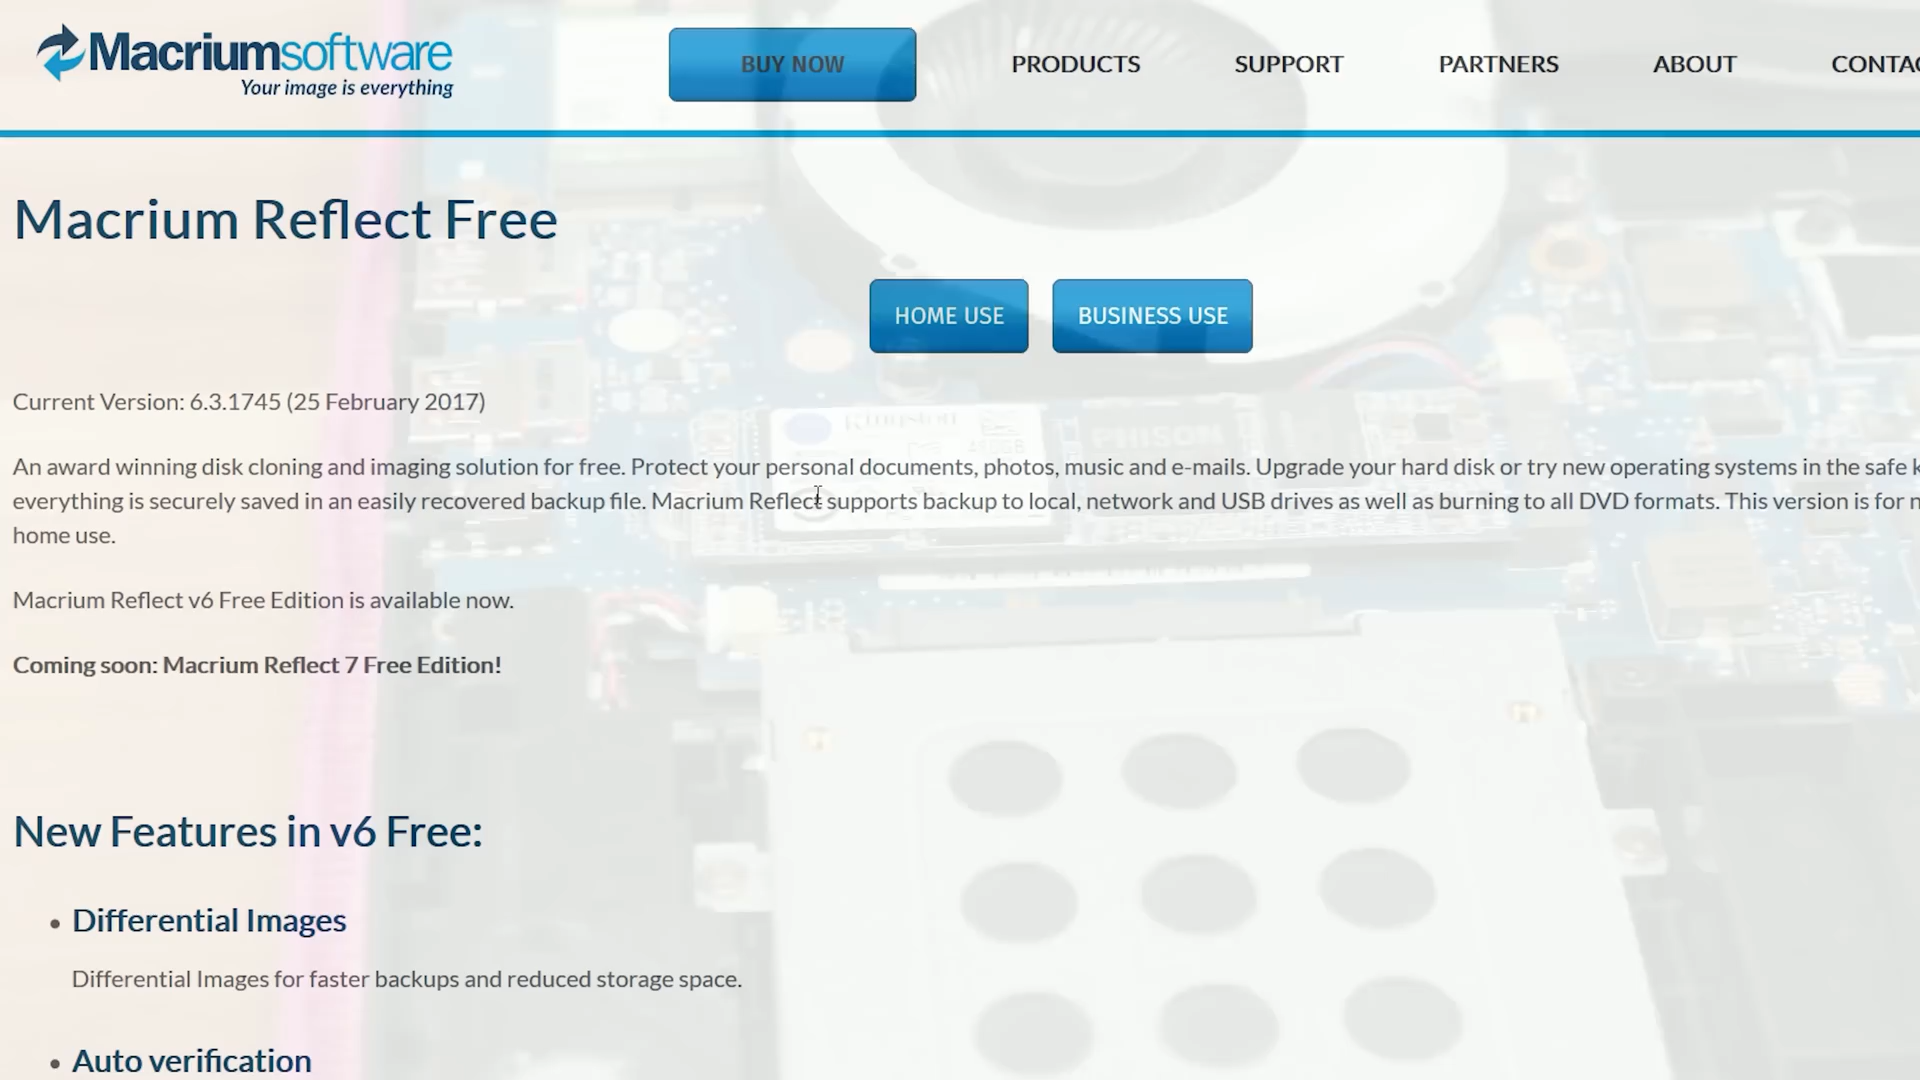 Macriumsoftware
Your image is everything
BUY NOW
PRODUCTS
SUPPORT
PARTNERS
ABOUT
CONTAC
Macrium Reflect Free
HOME USE
BUSINESS USE
Current Version: 6.3.1745 (25 February 2017)
An award winning disk cloning and imaging solution for free. Protect your personal documents, photos, music and e-mails. Upgrade your hard disk or try new operating systems in the safe k
everything is securely saved in an easily recovered backup file. Macrium Reflect supports backup to local, network and USB drives as well as burning to all DVD formats. This version is for n
home use.
Kingston
480GB
PHISON
Macrium Reflect v6 Free Edition is available now.
Coming soon: Macrium Reflect 7 Free Edition!
New Features in v6 Free:
• Differential Images
Differential Images for faster backups and reduced storage space.
• Auto verification